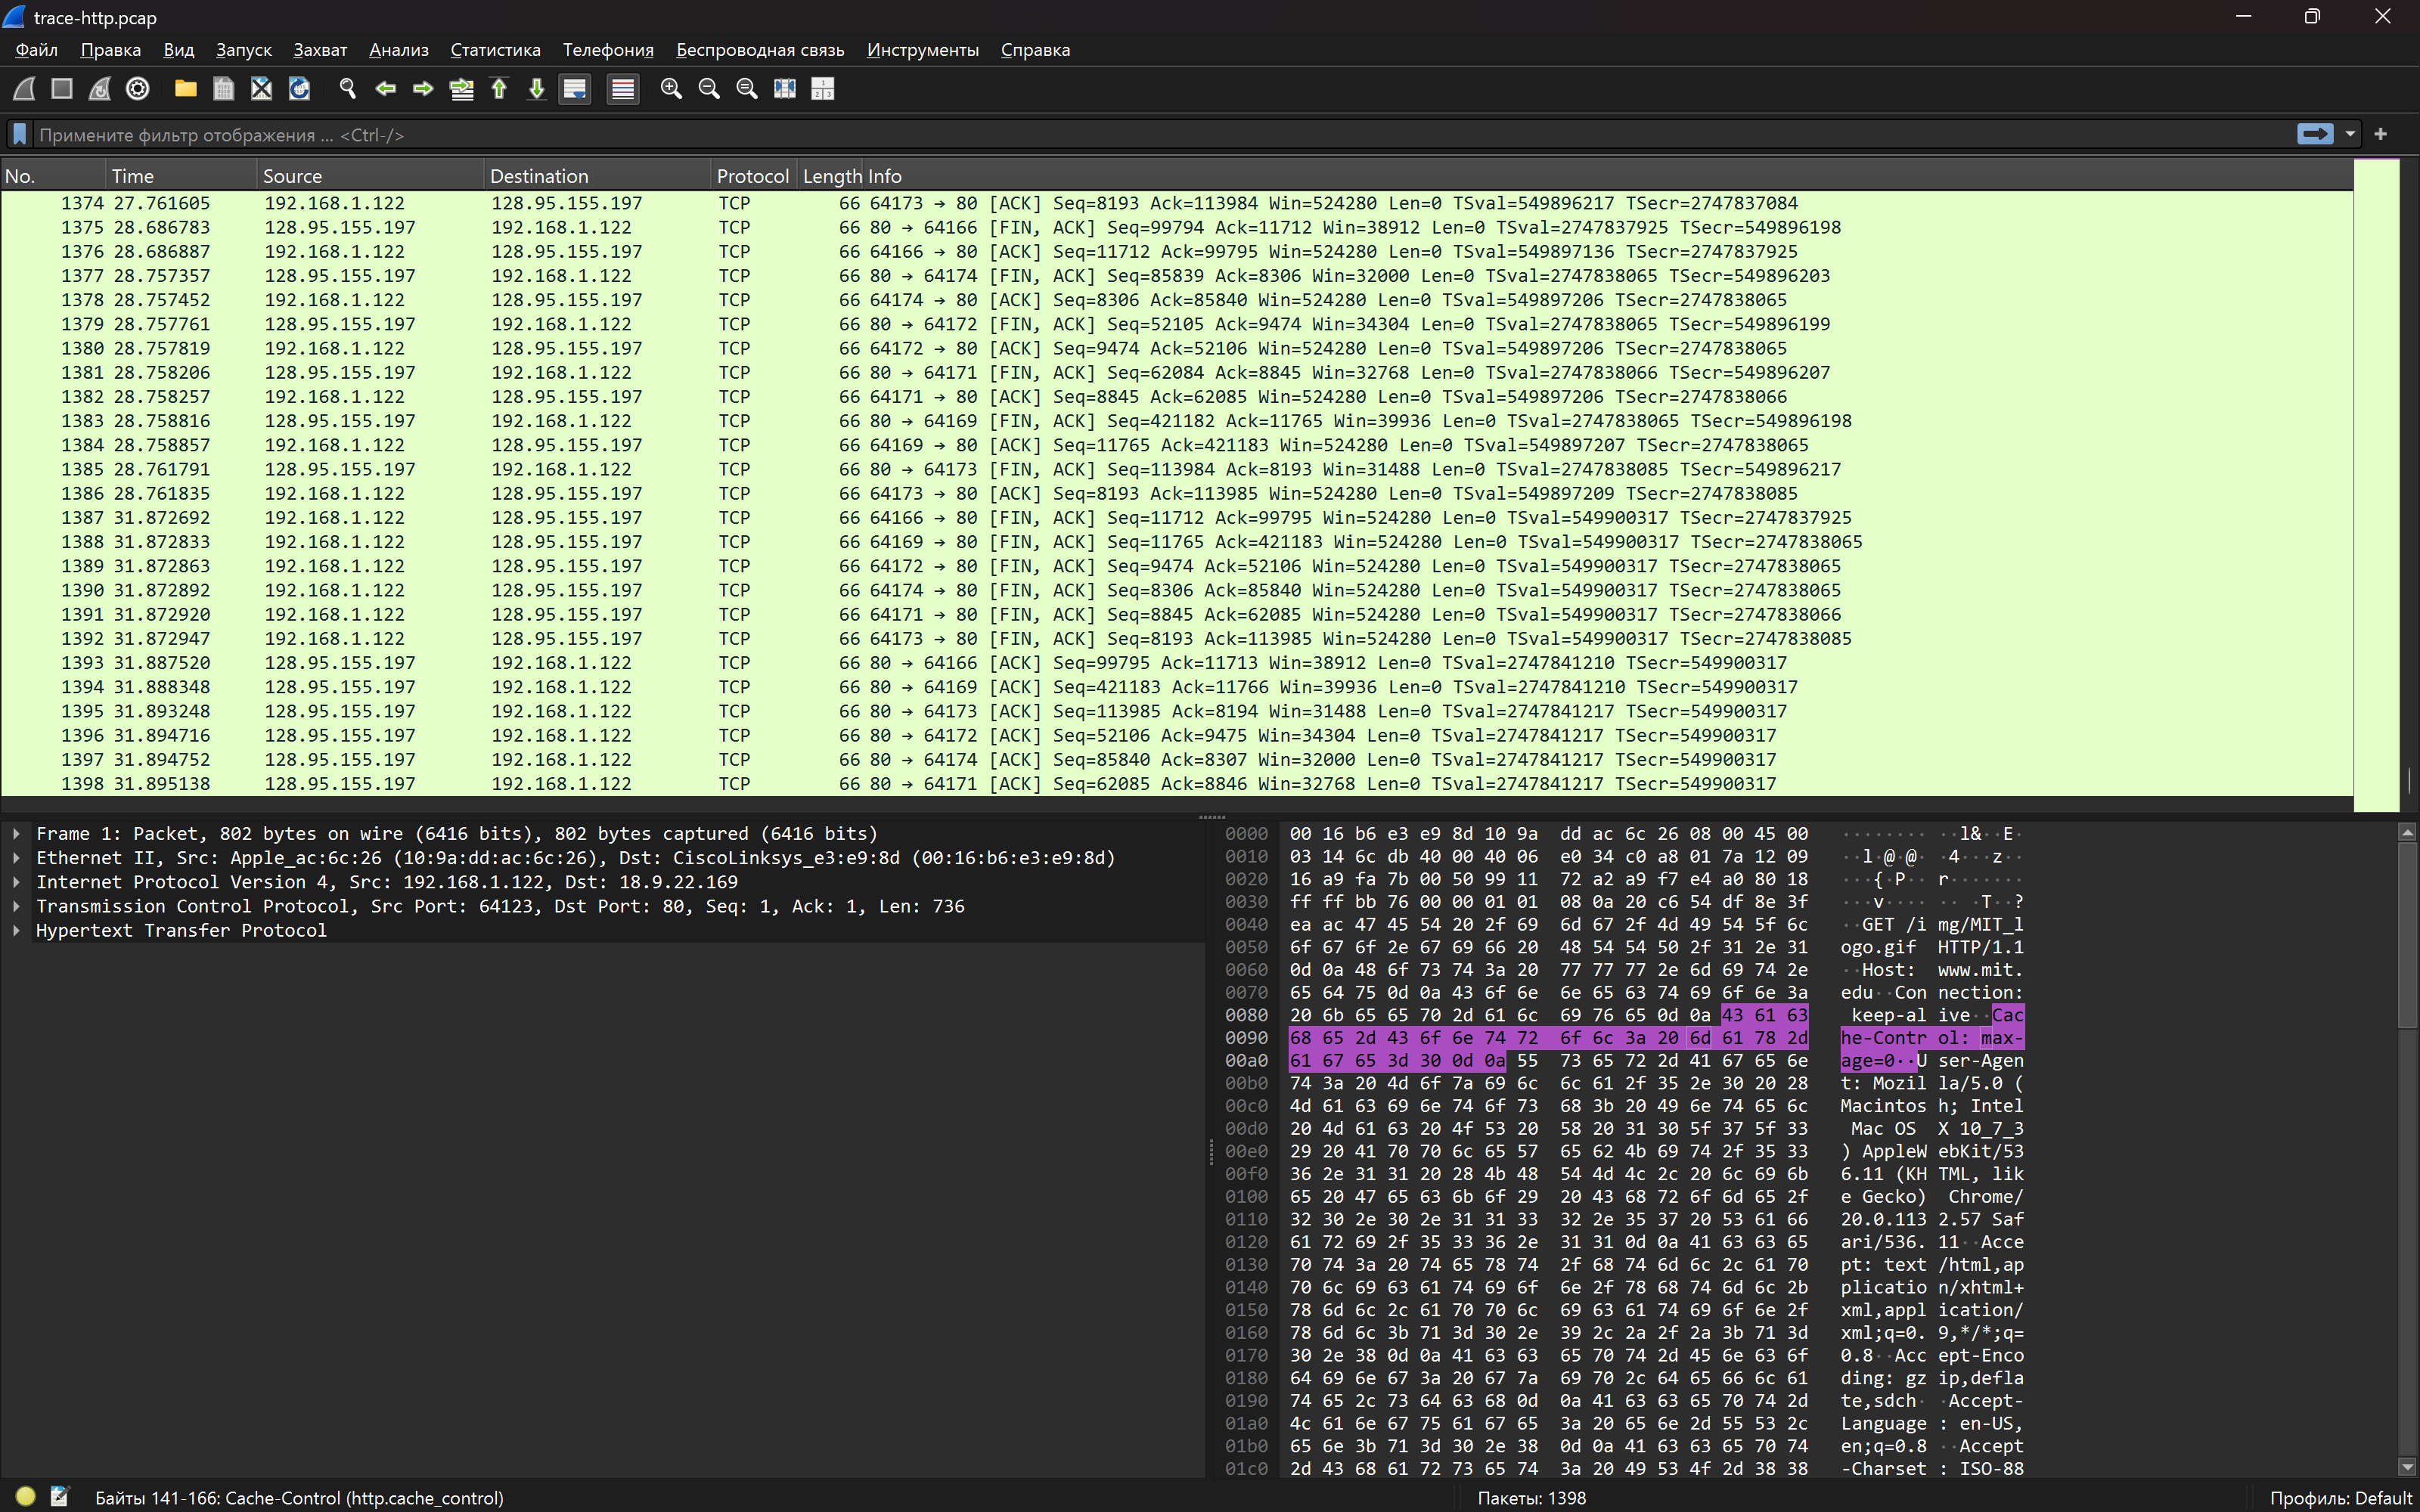 trace-http.pcap
Файл Правка Вид Запуск Захват Анализ Статистика Телефония Беспроводная связь Инструменты Справка
Примените фильтр отображения ... <Ctrl-/>
No. Time Source Destination Protocol Length Info
1374 27.761605 192.168.1.122 128.95.155.197 TCP 66 64173 → 80 [ACK] Seq=8193 Ack=113984 Win=524280 Len=0 TSval=549896217 TSecr=2747837084
1375 28.686783 128.95.155.197 192.168.1.122 TCP 66 80 → 64166 [FIN, ACK] Seq=99794 Ack=11712 Win=38912 Len=0 TSval=2747837925 TSecr=549896198
1376 28.686887 192.168.1.122 128.95.155.197 TCP 66 64166 → 80 [ACK] Seq=11712 Ack=99795 Win=524280 Len=0 TSval=549897136 TSecr=2747837925
1377 28.757357 128.95.155.197 192.168.1.122 TCP 66 80 → 64174 [FIN, ACK] Seq=85839 Ack=8306 Win=32000 Len=0 TSval=2747838065 TSecr=549896203
1378 28.757452 192.168.1.122 128.95.155.197 TCP 66 64174 → 80 [ACK] Seq=8306 Ack=85840 Win=524280 Len=0 TSval=549897206 TSecr=2747838065
1379 28.757761 128.95.155.197 192.168.1.122 TCP 66 80 → 64172 [FIN, ACK] Seq=52105 Ack=9474 Win=34304 Len=0 TSval=2747838065 TSecr=549896199
1380 28.757819 192.168.1.122 128.95.155.197 TCP 66 64172 → 80 [ACK] Seq=9474 Ack=52106 Win=524280 Len=0 TSval=549897206 TSecr=2747838065
1381 28.758206 128.95.155.197 192.168.1.122 TCP 66 80 → 64171 [FIN, ACK] Seq=62084 Ack=8845 Win=32768 Len=0 TSval=2747838066 TSecr=549896207
1382 28.758257 192.168.1.122 128.95.155.197 TCP 66 64171 → 80 [ACK] Seq=8845 Ack=62085 Win=524280 Len=0 TSval=549897206 TSecr=2747838066
1383 28.758816 128.95.155.197 192.168.1.122 TCP 66 80 → 64169 [FIN, ACK] Seq=421182 Ack=11765 Win=39936 Len=0 TSval=2747838065 TSecr=549896198
1384 28.758857 192.168.1.122 128.95.155.197 TCP 66 64169 → 80 [ACK] Seq=11765 Ack=421183 Win=524280 Len=0 TSval=549897207 TSecr=2747838065
1385 28.761791 128.95.155.197 192.168.1.122 TCP 66 80 → 64173 [FIN, ACK] Seq=113984 Ack=8193 Win=31488 Len=0 TSval=2747838085 TSecr=549896217
1386 28.761835 192.168.1.122 128.95.155.197 TCP 66 64173 → 80 [ACK] Seq=8193 Ack=113985 Win=524280 Len=0 TSval=549897209 TSecr=2747838085
1387 31.872692 192.168.1.122 128.95.155.197 TCP 66 64166 → 80 [FIN, ACK] Seq=11712 Ack=99795 Win=524280 Len=0 TSval=549900317 TSecr=2747837925
1388 31.872833 192.168.1.122 128.95.155.197 TCP 66 64169 → 80 [FIN, ACK] Seq=11765 Ack=421183 Win=524280 Len=0 TSval=549900317 TSecr=2747838065
1389 31.872863 192.168.1.122 128.95.155.197 TCP 66 64172 → 80 [FIN, ACK] Seq=9474 Ack=52106 Win=524280 Len=0 TSval=549900317 TSecr=2747838065
1390 31.872892 192.168.1.122 128.95.155.197 TCP 66 64174 → 80 [FIN, ACK] Seq=8306 Ack=85840 Win=524280 Len=0 TSval=549900317 TSecr=2747838065
1391 31.872920 192.168.1.122 128.95.155.197 TCP 66 64171 → 80 [FIN, ACK] Seq=8845 Ack=62085 Win=524280 Len=0 TSval=549900317 TSecr=2747838066
1392 31.872947 192.168.1.122 128.95.155.197 TCP 66 64173 → 80 [FIN, ACK] Seq=8193 Ack=113985 Win=524280 Len=0 TSval=549900317 TSecr=2747838085
1393 31.887520 128.95.155.197 192.168.1.122 TCP 66 80 → 64166 [ACK] Seq=99795 Ack=11713 Win=38912 Len=0 TSval=2747841210 TSecr=549900317
1394 31.888348 128.95.155.197 192.168.1.122 TCP 66 80 → 64169 [ACK] Seq=421183 Ack=11766 Win=39936 Len=0 TSval=2747841210 TSecr=549900317
1395 31.893248 128.95.155.197 192.168.1.122 TCP 66 80 → 64173 [ACK] Seq=113985 Ack=8194 Win=31488 Len=0 TSval=2747841217 TSecr=549900317
1396 31.894716 128.95.155.197 192.168.1.122 TCP 66 80 → 64172 [ACK] Seq=52106 Ack=9475 Win=34304 Len=0 TSval=2747841217 TSecr=549900317
1397 31.894752 128.95.155.197 192.168.1.122 TCP 66 80 → 64174 [ACK] Seq=85840 Ack=8307 Win=32000 Len=0 TSval=2747841217 TSecr=549900317
1398 31.895138 128.95.155.197 192.168.1.122 TCP 66 80 → 64171 [ACK] Seq=62085 Ack=8846 Win=32768 Len=0 TSval=2747841217 TSecr=549900317
Frame 1: Packet, 802 bytes on wire (6416 bits), 802 bytes captured (6416 bits)
Ethernet II, Src: Apple_ac:6c:26 (10:9a:dd:ac:6c:26), Dst: CiscoLinksys_e3:e9:8d (00:16:b6:e3:e9:8d)
Internet Protocol Version 4, Src: 192.168.1.122, Dst: 18.9.22.169
Transmission Control Protocol, Src Port: 64123, Dst Port: 80, Seq: 1, Ack: 1, Len: 736
Hypertext Transfer Protocol
0000 00 16 b6 e3 e9 8d 10 9a dd ac 6c 26 08 00 45 00 ········ ··l&··E·
0010 03 14 6c db 40 00 40 06 e0 34 c0 a8 01 7a 12 09 ··l·@·@· ·4···z··
0020 16 a9 fa 7b 00 50 99 11 72 a2 a9 f7 e4 a0 80 18 ···{·P·· r·······
0030 ff ff bb 76 00 00 01 01 08 0a 20 c6 54 df 8e 3f ···v···· ·· ·T··?
0040 ea ac 47 45 54 20 2f 69 6d 67 2f 4d 49 54 5f 6c ··GET /i mg/MIT_l
0050 6f 67 6f 2e 67 69 66 20 48 54 54 50 2f 31 2e 31 ogo.gif HTTP/1.1
0060 0d 0a 48 6f 73 74 3a 20 77 77 77 2e 6d 69 74 2e ··Host: www.mit.
0070 65 64 75 0d 0a 43 6f 6e 6e 65 63 74 69 6f 6e 3a edu··Con nection:
0080 20 6b 65 65 70 2d 61 6c 69 76 65 0d 0a 43 61 63 keep-al ive··Cac
0090 68 65 2d 43 6f 6e 74 72 6f 6c 3a 20 6d 61 78 2d he-Contr ol: max-
00a0 61 67 65 3d 30 0d 0a 55 73 65 72 2d 41 67 65 6e age=0··U ser-Agen
00b0 74 3a 20 4d 6f 7a 69 6c 6c 61 2f 35 2e 30 20 28 t: Mozil la/5.0 (
00c0 4d 61 63 69 6e 74 6f 73 68 3b 20 49 6e 74 65 6c Macintos h; Intel
00d0 20 4d 61 63 20 4f 53 20 58 20 31 30 5f 37 5f 33 Mac OS X 10_7_3
00e0 29 20 41 70 70 6c 65 57 65 62 4b 69 74 2f 35 33 ) AppleW ebKit/53
00f0 36 2e 31 31 20 28 4b 48 54 4d 4c 2c 20 6c 69 6b 6.11 (KH TML, lik
0100 65 20 47 65 63 6b 6f 29 20 43 68 72 6f 6d 65 2f e Gecko) Chrome/
0110 32 30 2e 30 2e 31 31 33 32 2e 35 37 20 53 61 66 20.0.113 2.57 Saf
0120 61 72 69 2f 35 33 36 2e 31 31 0d 0a 41 63 63 65 ari/536. 11··Acce
0130 70 74 3a 20 74 65 78 74 2f 68 74 6d 6c 2c 61 70 pt: text /html,ap
0140 70 6c 69 63 61 74 69 6f 6e 2f 78 68 74 6d 6c 2b plicatio n/xhtml+
0150 78 6d 6c 2c 61 70 70 6c 69 63 61 74 69 6f 6e 2f xml,appl ication/
0160 78 6d 6c 3b 71 3d 30 2e 39 2c 2a 2f 2a 3b 71 3d xml;q=0. 9,*/*;q=
0170 30 2e 38 0d 0a 41 63 63 65 70 74 2d 45 6e 63 6f 0.8··Acc ept-Enco
0180 64 69 6e 67 3a 20 67 7a 69 70 2c 64 65 66 6c 61 ding: gz ip,defla
0190 74 65 2c 73 64 63 68 0d 0a 41 63 63 65 70 74 2d te,sdch· ·Accept-
01a0 4c 61 6e 67 75 61 67 65 3a 20 65 6e 2d 55 53 2c Language : en-US,
01b0 65 6e 3b 71 3d 30 2e 38 0d 0a 41 63 63 65 70 74 en;q=0.8 ··Accept
01c0 2d 43 68 61 72 73 65 74 3a 20 49 53 4f 2d 38 38 -Charset : ISO-88
Байты 141-166: Cache-Control (http.cache_control) Пакеты: 1398 Профиль: Default